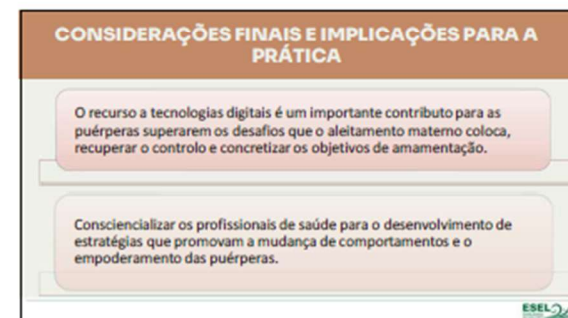 CONSIDERAÇÕES FINAIS E IMPLICAÇÕES PARA A
PRÁTICA
O recurso a tecnologias digitais é um importante contributo para as
puérperas superarem os desafios que o aleitamento materno coloca,
recuperar o controlo e concretizar os objetivos de amamentação.
Consciencializar os profissionais de saúde para o desenvolvimento de
estratégias que promovam a mudança de comportamentos e o
empoderamento das puérperas.
ESEL